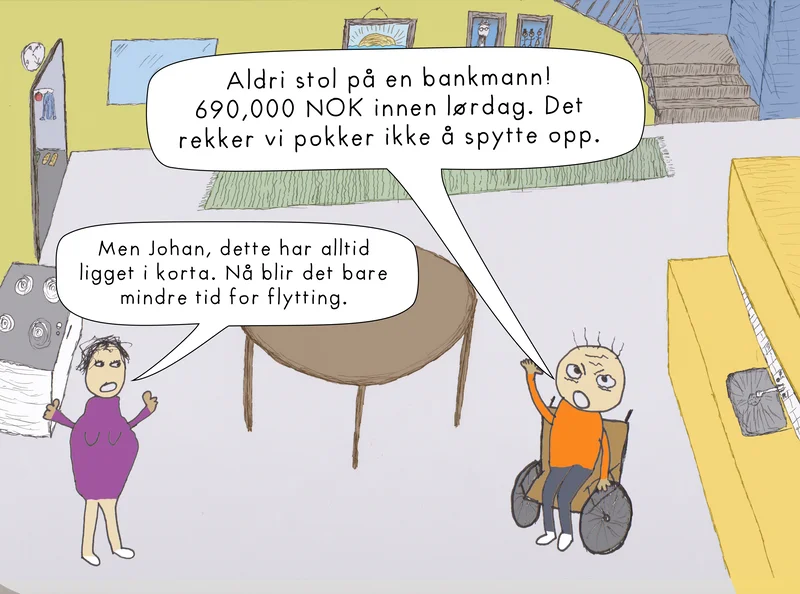 Aldri stol på en bankmann!
690,000 NOK innen lørdag. Det
rekker vi pokker ikke å spytte opp.
Men Johan, dette har alltid
ligget i korta. Nå blir det bare
mindre tid for flytting.